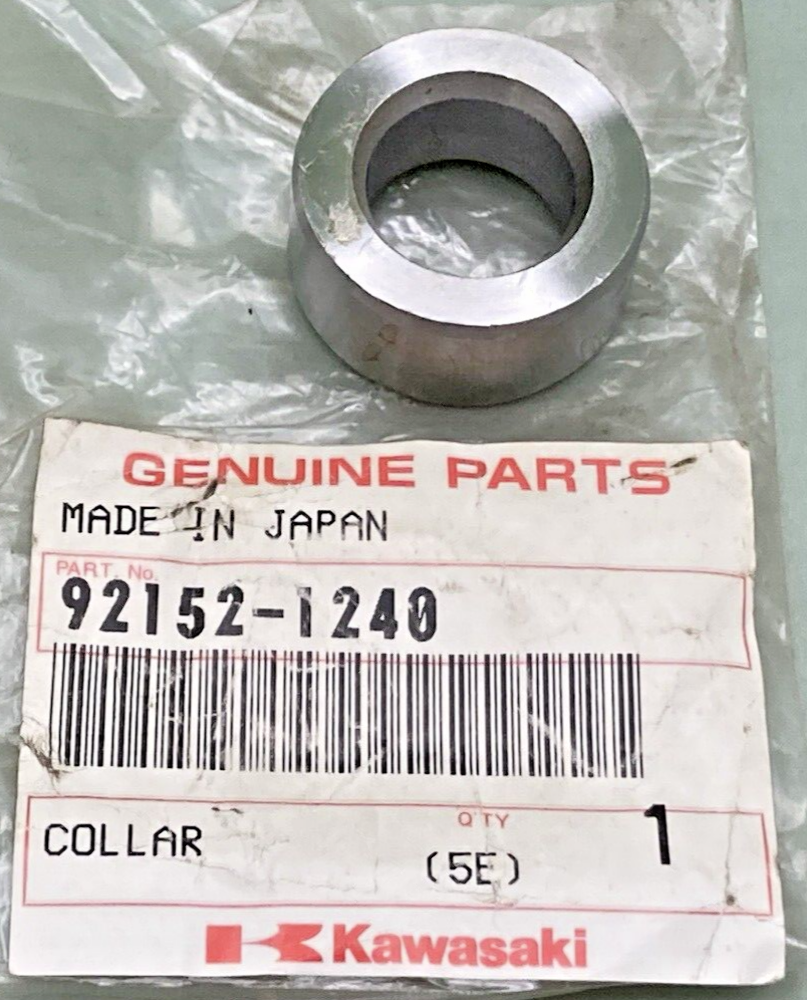 GENUINE PARTS
MADE IN JAPAN
PART. No.
92152-1240
COLLAR
Q'TY
(5E)
1
Kawasaki